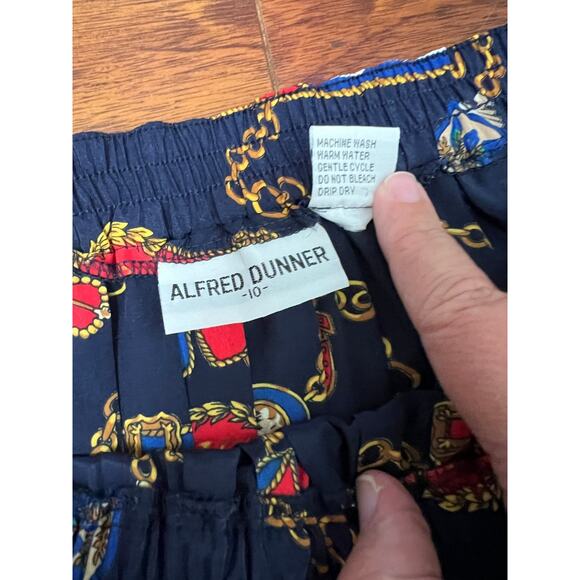 MACHINE WASH
WARM WATER
GENTLE CYCLE
DO NOT BLEACH
DRIP DRY
ALFRED DUNNER
-10-